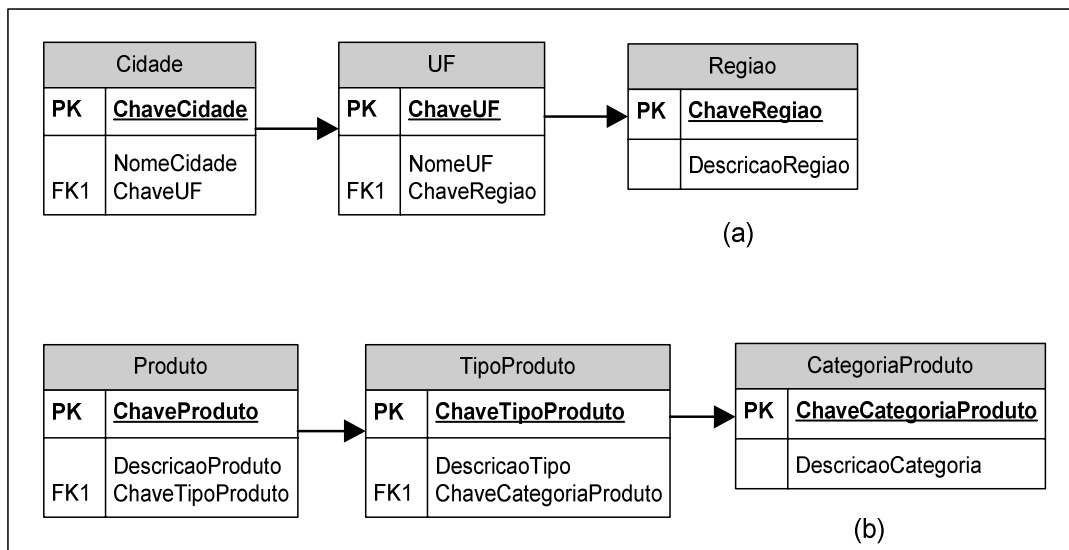 Cidade
PK ChaveCidade
NomeCidade
FK1 ChaveUF
UF
PK ChaveUF
NomeUF
FK1 ChaveRegiao
Regiao
PK ChaveRegiao
DescricaoRegiao
(a)
Produto
PK ChaveProduto
DescricaoProduto
FK1 ChaveTipoProduto
TipoProduto
PK ChaveTipoProduto
DescricaoTipo
FK1 ChaveCategoriaProduto
CategoriaProduto
PK ChaveCategoriaProduto
DescricaoCategoria
(b)